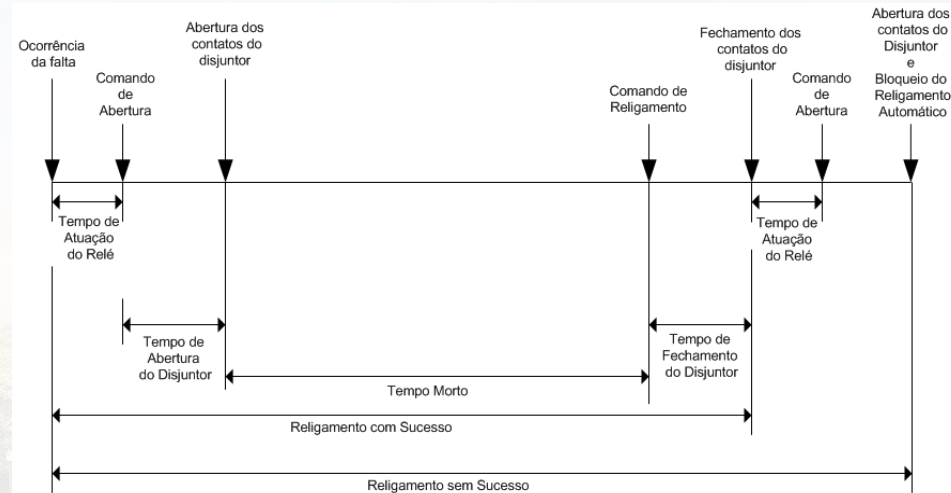 Ocorrência
da falta
Comando
de
Abertura
Abertura dos
contatos do
disjuntor
Comando de
Religamento
Fechamento dos
contatos do
disjuntor
Comando
de
Abertura
Abertura dos
contatos do
Disjuntor
e
Bloqueio do
Religamento
Automático
Tempo de
Atuação
do Relé
Tempo de
Atuação
do Relé
Tempo de
Abertura
do Disjuntor
Tempo de
Fechamento
do Disjuntor
Tempo Morto
Religamento com Sucesso
Religamento sem Sucesso